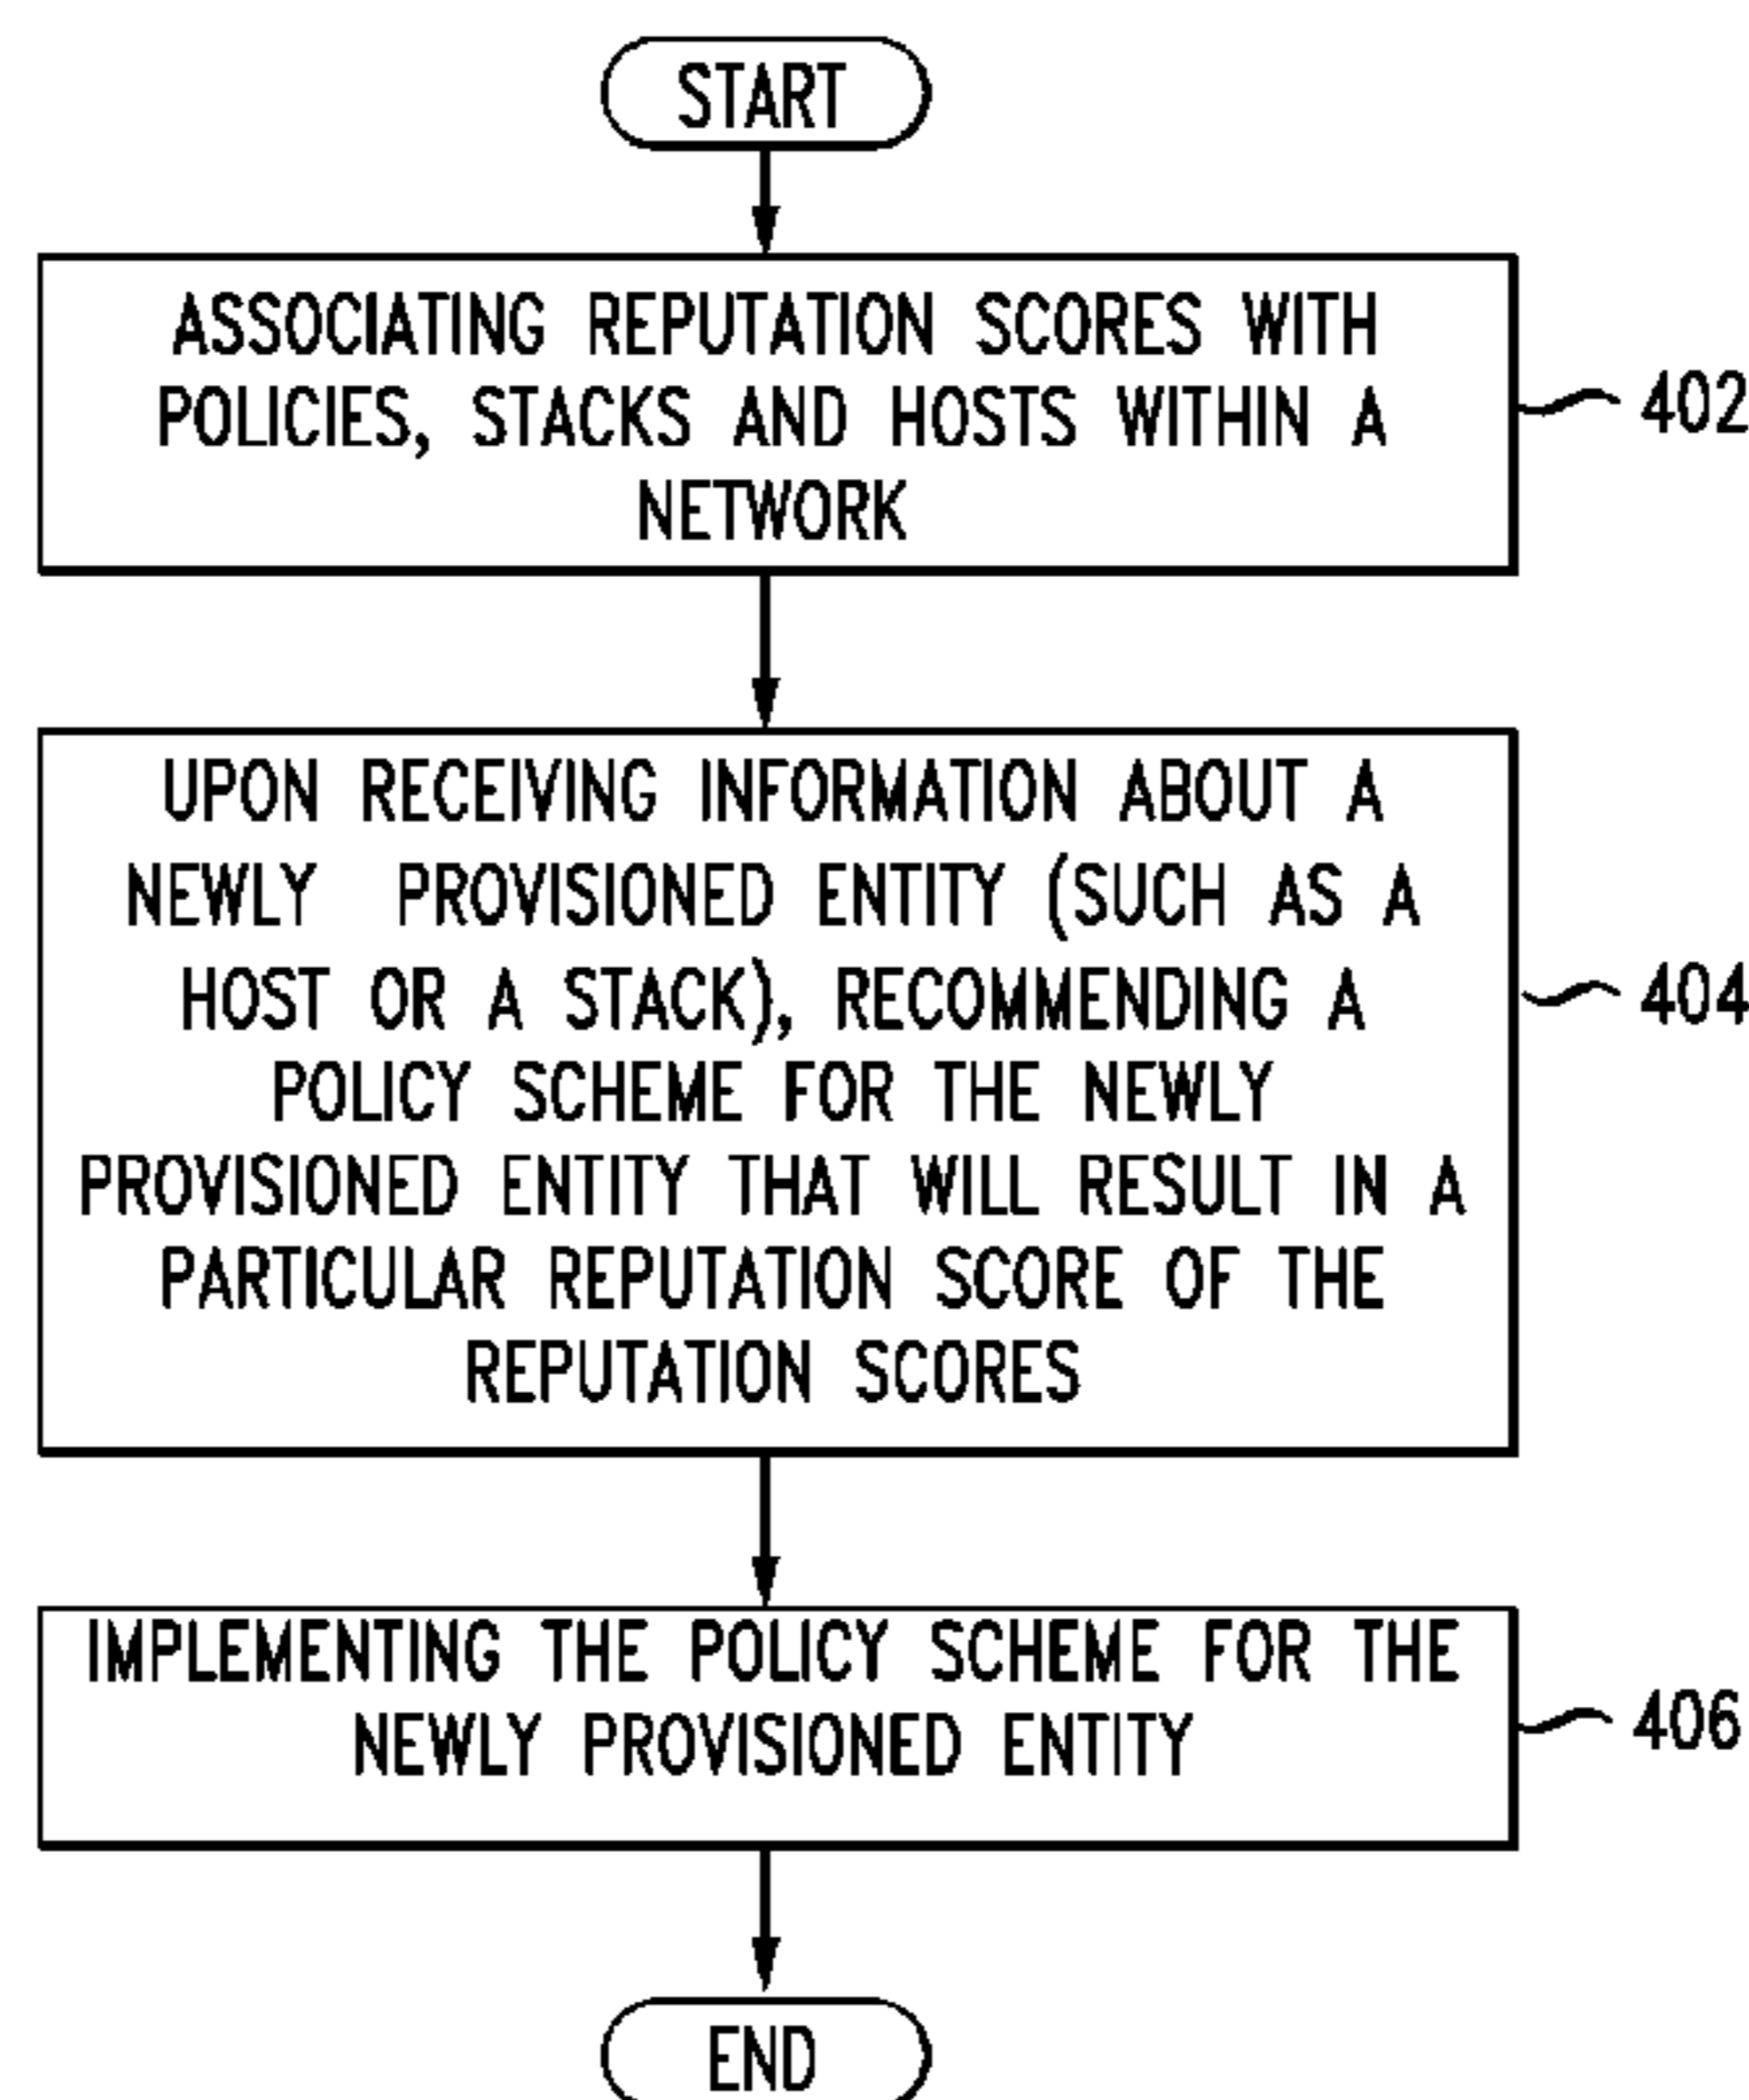 START
ASSOCIATING REPUTATION SCORES WITH
POLICIES, STACKS AND HOSTS WITHIN A
NETWORK
402
UPON RECEIVING INFORMATION ABOUT A
NEWLY PROVISIONED ENTITY (SUCH AS A
HOST OR A STACK), RECOMMENDING A
POLICY SCHEME FOR THE NEWLY
PROVISIONED ENTITY THAT WILL RESULT IN A
PARTICULAR REPUTATION SCORE OF THE
REPUTATION SCORES
404
IMPLEMENTING THE POLICY SCHEME FOR THE
NEWLY PROVISIONED ENTITY
406
END